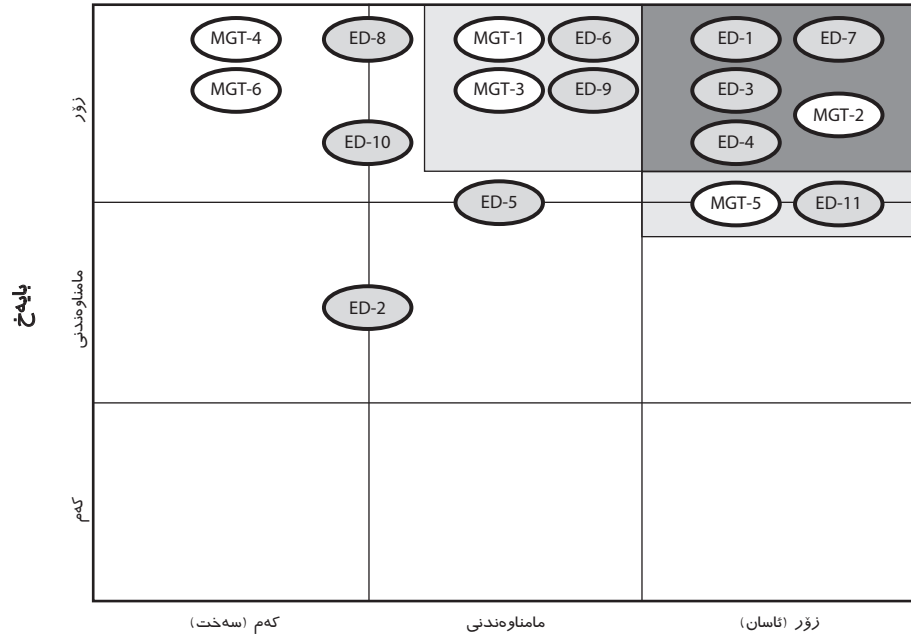 MGT-4 ED-8 MGT-1 ED-6 ED-1 ED-7
MGT-6 MGT-3 ED-9 ED-3
MGT-2
ED-10 ED-4
ED-5 MGT-5 ED-11
ED-2
بایەخ
زۆر
مامناوەندنی
کەم
کەم (سەخت)
مامناوەندنی
زۆر (ئاسان)